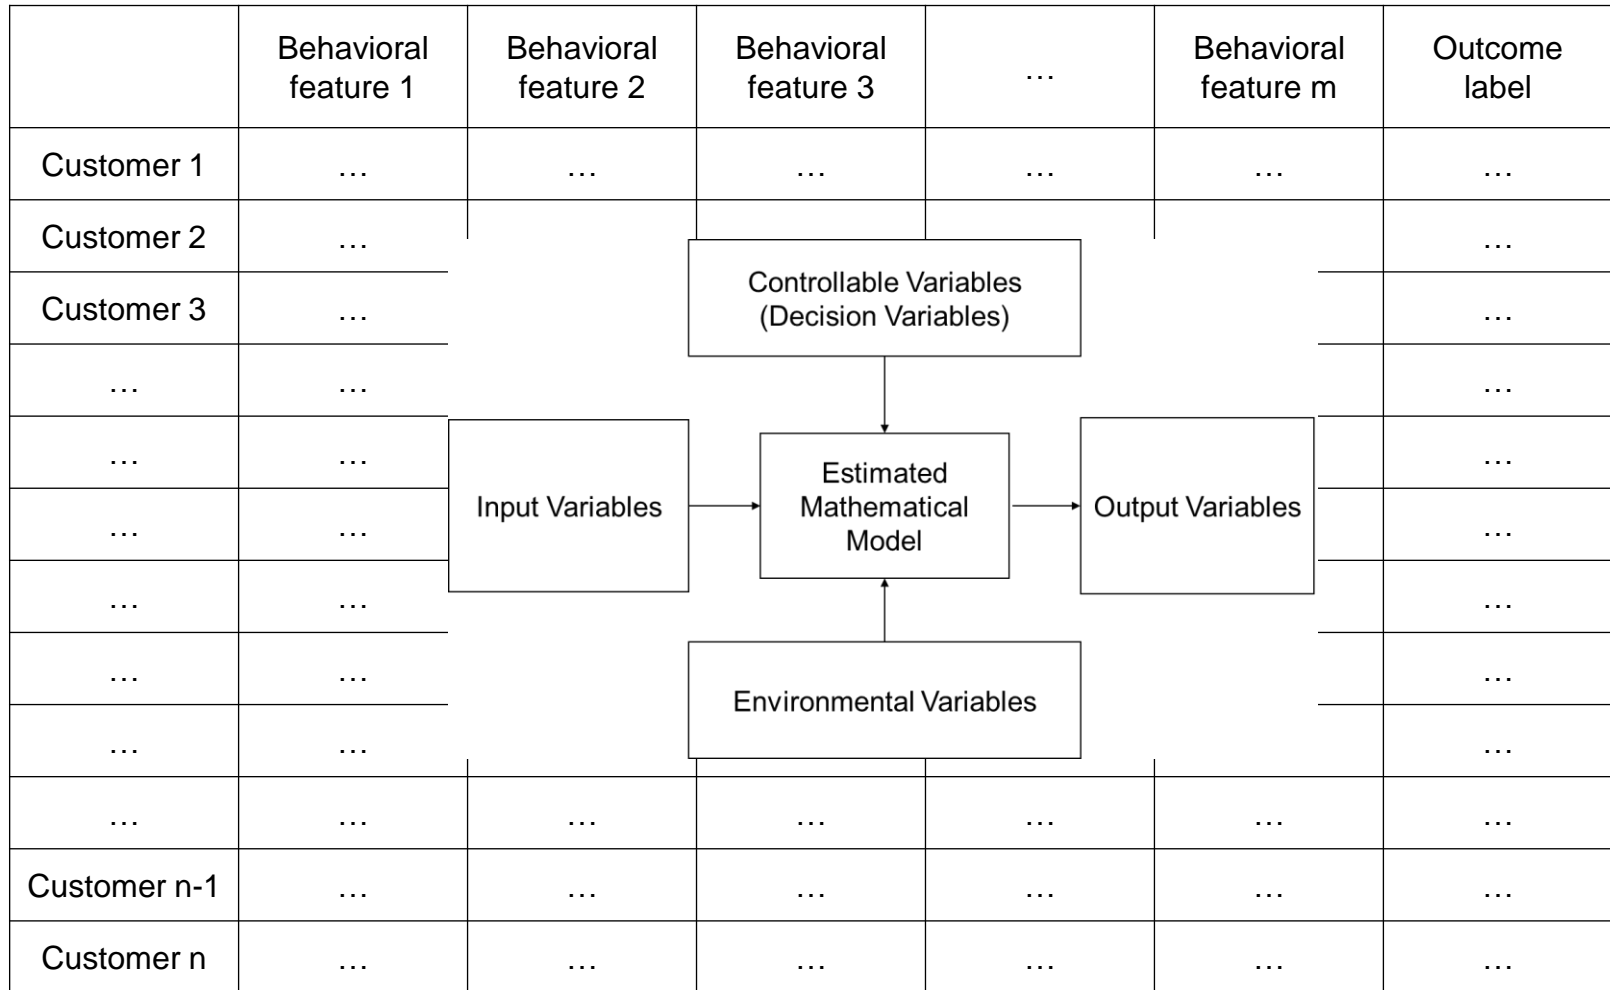 Behavioral feature 1 Behavioral feature 2 Behavioral feature 3 … Behavioral feature m Outcome label
Customer 1 … … … … … … 
Customer 2 … …
Customer 3 … …
… … …
… … …
… … …
… … …
… … …
… … …
… … … … … … …
Customer n-1 … … … … … …
Customer n … … … … … …
Controllable Variables
(Decision Variables)
Input Variables
Estimated
Mathematical
Model
Output Variables
Environmental Variables